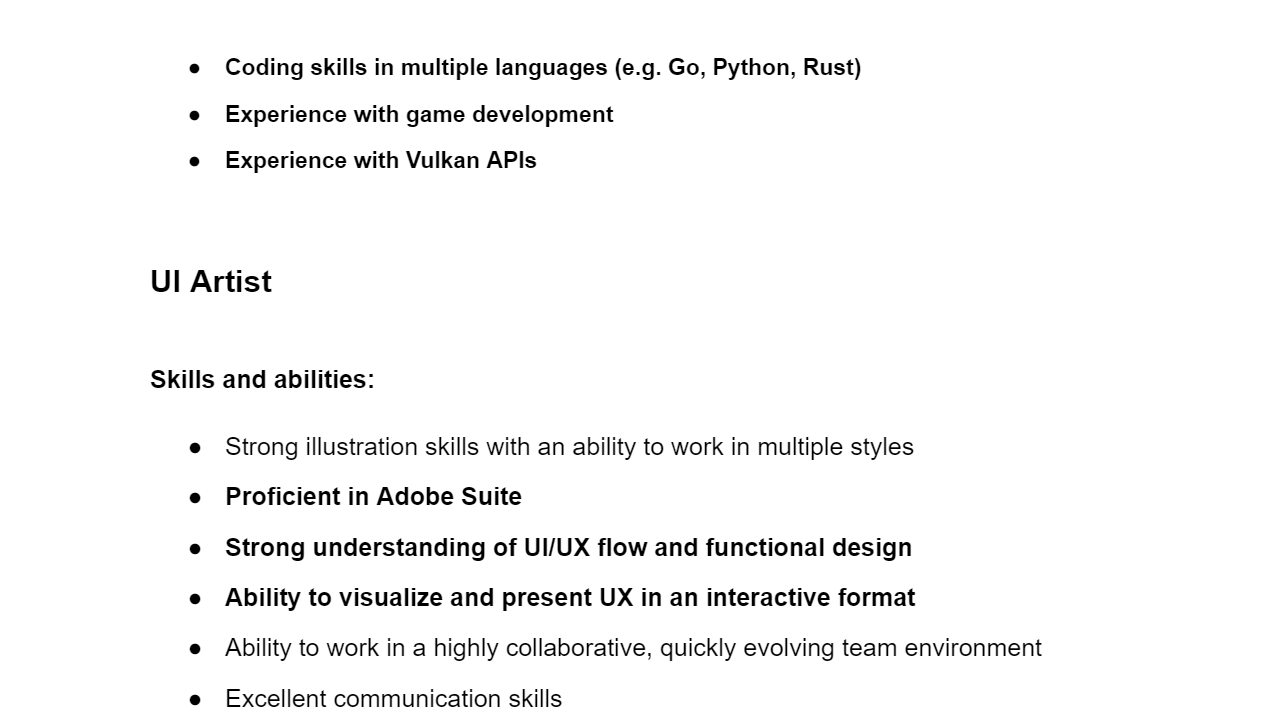 ● Coding skills in multiple languages (e.g. Go, Python, Rust)
● Experience with game development
● Experience with Vulkan APIs
UI Artist
Skills and abilities:
● Strong illustration skills with an ability to work in multiple styles
● Proficient in Adobe Suite
● Strong understanding of UI/UX flow and functional design
● Ability to visualize and present UX in an interactive format
● Ability to work in a highly collaborative, quickly evolving team environment
● Excellent communication skills